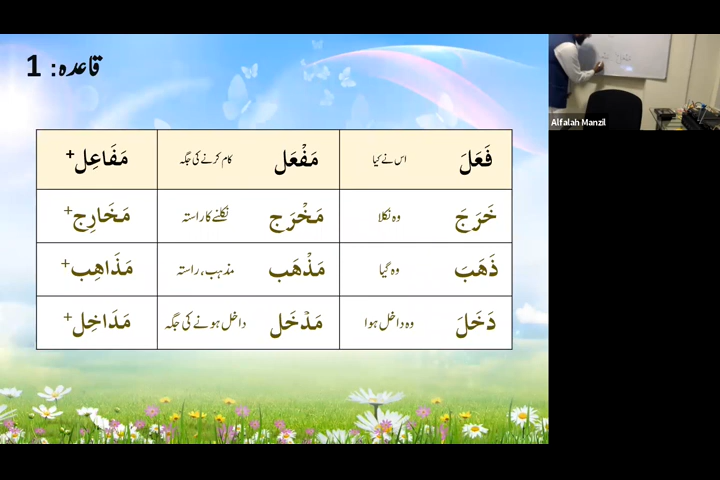 قاعدہ: 1
فَعَلَ اس نے کیا مَفْعَل کام کرنے کی جگہ مَفَاعِل+
خَرَجَ وہ نکلا مَخْرَج نکلنے کا راستہ مَخَارِج+
ذَهَبَ وہ گیا مَذْهَب مذہب، راستہ مَذَاهِب+
دَخَلَ وہ داخل ہوا مَدْخَل داخل ہونے کی جگہ مَدَاخِل+
Alfalah Manzil